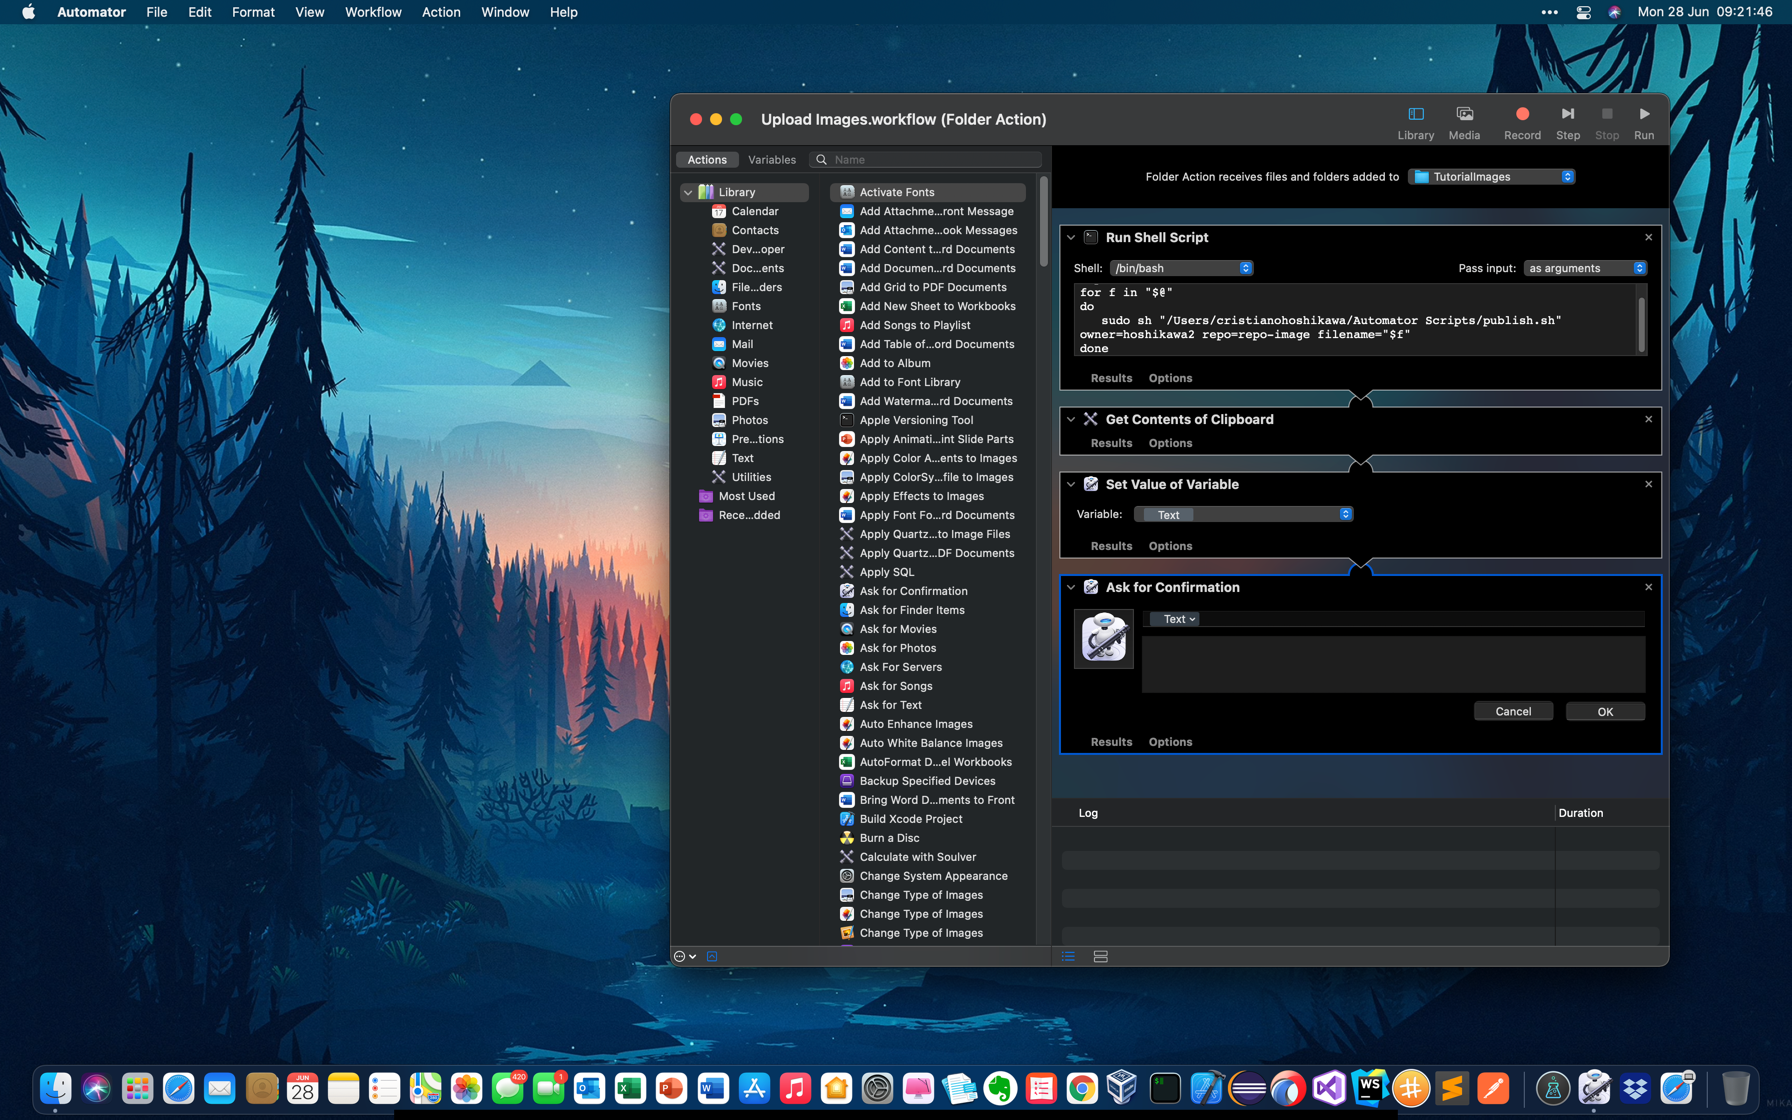 Automator File Edit Format View Workflow Action Window Help
Mon 28 Jun 09:21:46
Upload Images.workflow (Folder Action)
Library Media Record Step Stop Run
Actions Variables Name
Library
Calendar
Contacts
Dev...oper
Doc...ents
File...ders
Fonts
Internet
Mail
Movies
Music
PDFs
Photos
Pre...tions
Text
Utilities
Most Used
Rece...dded
Activate Fonts
Add Attachme...ront Message
Add Attachme...ook Messages
Add Content t...rd Documents
Add Documen...rd Documents
Add Grid to PDF Documents
Add New Sheet to Workbooks
Add Songs to Playlist
Add Table of...ord Documents
Add to Album
Add to Font Library
Add Waterma...rd Documents
Apple Versioning Tool
Apply Animati...int Slide Parts
Apply Color A...ents to Images
Apply ColorSy...file to Images
Apply Effects to Images
Apply Font Fo...rd Documents
Apply Quartz...to Image Files
Apply Quartz...DF Documents
Apply SQL
Ask for Confirmation
Ask for Finder Items
Ask for Movies
Ask for Photos
Ask For Servers
Ask for Songs
Ask for Text
Auto Enhance Images
Auto White Balance Images
AutoFormat D...el Workbooks
Backup Specified Devices
Bring Word D...ments to Front
Build Xcode Project
Burn a Disc
Calculate with Soulver
Change System Appearance
Change Type of Images
Change Type of Images
Change Type of Images
Folder Action receives files and folders added to TutorialImages
Run Shell Script
Shell: /bin/bash Pass input: as arguments
for f in "$@"
do
sudo sh "/Users/cristianohoshikawa/Automator Scripts/publish.sh"
owner=hoshikawa2 repo=repo-image filename="$f"
done
Results Options
Get Contents of Clipboard
Results Options
Set Value of Variable
Variable: Text
Results Options
Ask for Confirmation
Text
Cancel OK
Results Options
Log Duration
JUN
28
420
1
WS